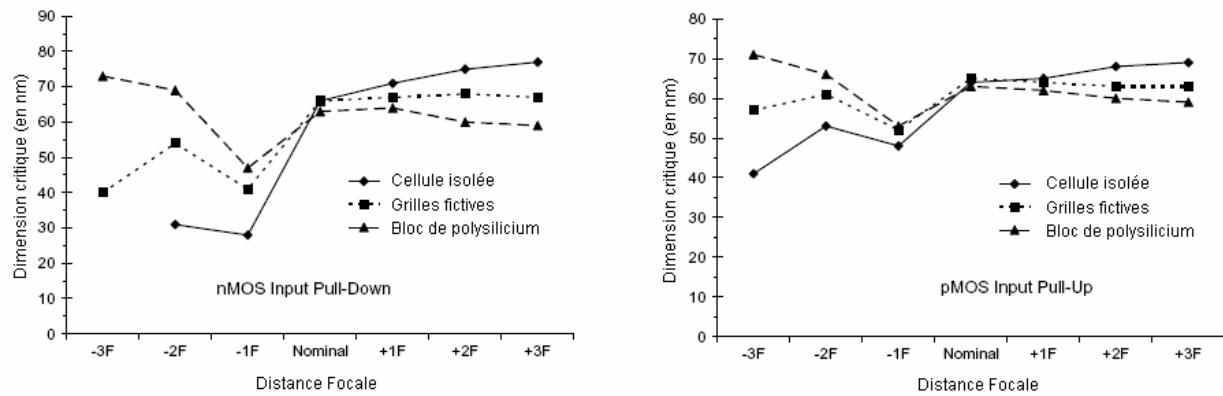 Dimension critique (en nm)
90
80
70
60
50
40
30
20
10
0
Cellule isolée
Grilles fictives
Bloc de polysilicium
nMOS Input Pull-Down
-3F -2F -1F Nominal +1F +2F +3F
Distance Focale
Dimension critique (en nm)
80
70
60
50
40
30
20
10
0
Cellule isolée
Grilles fictives
Bloc de polysilicium
pMOS Input Pull-Up
-3F -2F -1F Nominal +1F +2F +3F
Distance Focale